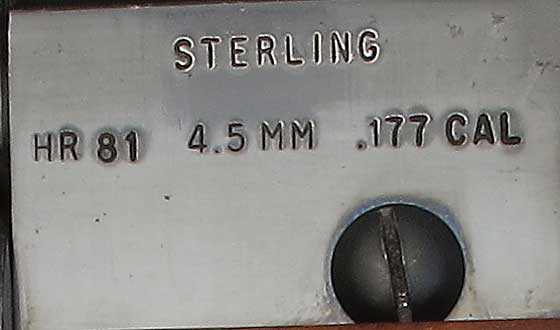 STERLING
HR 81 4.5 MM .177 CAL